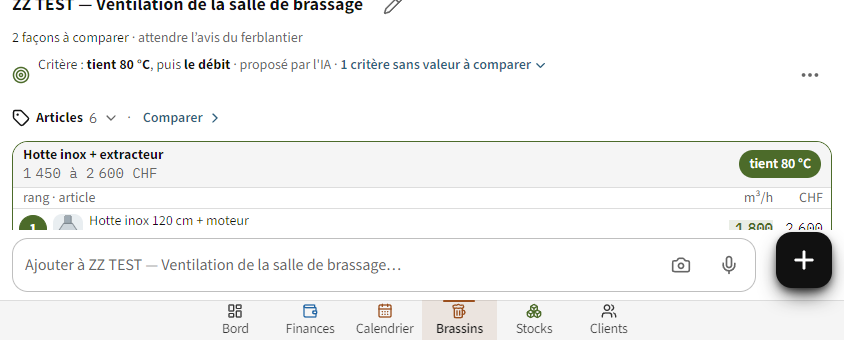 ZZ TEST — Ventilation de la salle de brassage
2 façons à comparer · attendre l'avis du ferblantier
Critère : tient 80 °C, puis le débit · proposé par l'IA · 1 critère sans valeur à comparer
Articles 6 · Comparer
Hotte inox + extracteur
1 450 à 2 600 CHF
tient 80 °C
rang · article m³/h CHF
1 Hotte inox 120 cm + moteur 1 800 2 600
Ajouter à ZZ TEST — Ventilation de la salle de brassage…
Bord Finances Calendrier Brassins Stocks Clients